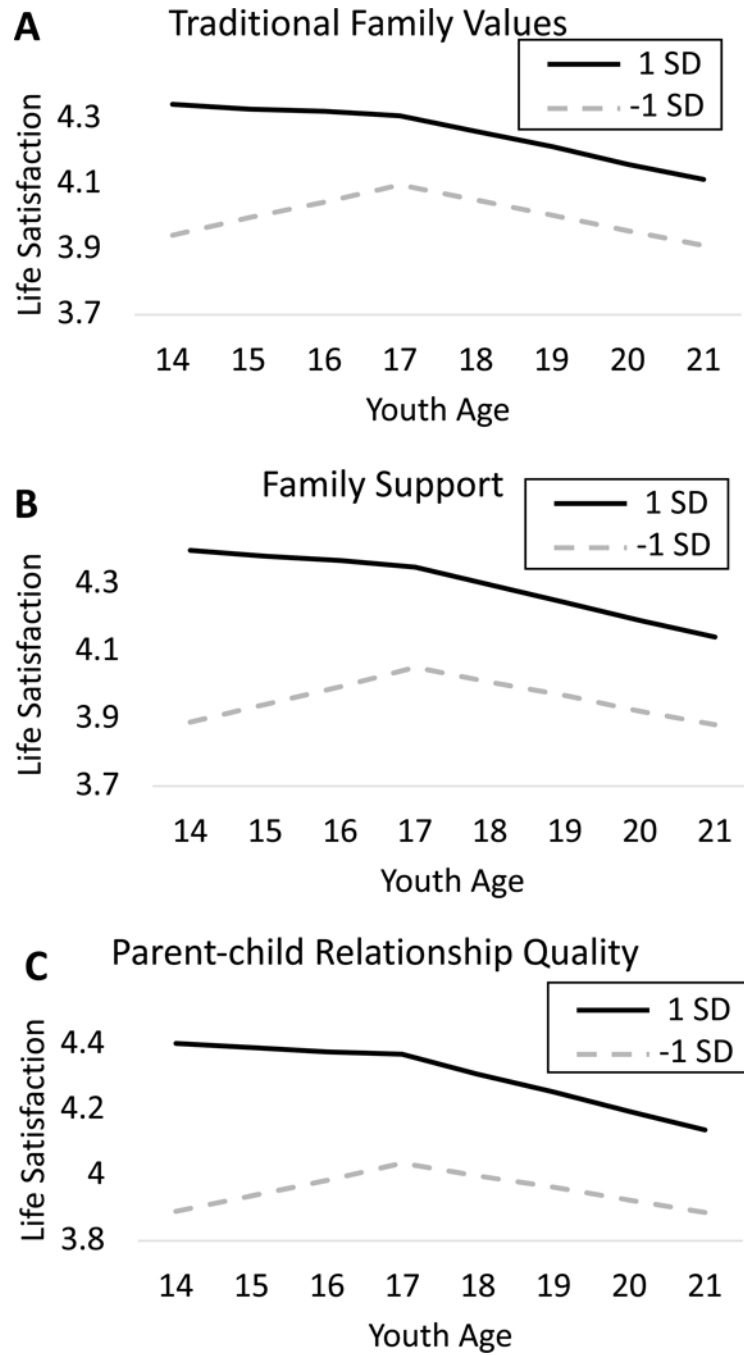 A Traditional Family Values
1 SD
-1 SD
Life Satisfaction
4.3
4.1
3.9
3.7
14 15 16 17 18 19 20 21
Youth Age
B Family Support
1 SD
-1 SD
Life Satisfaction
4.3
4.1
3.9
3.7
14 15 16 17 18 19 20 21
Youth Age
C Parent-child Relationship Quality
1 SD
-1 SD
Life Satisfaction
4.4
4.2
4
3.8
14 15 16 17 18 19 20 21
Youth Age